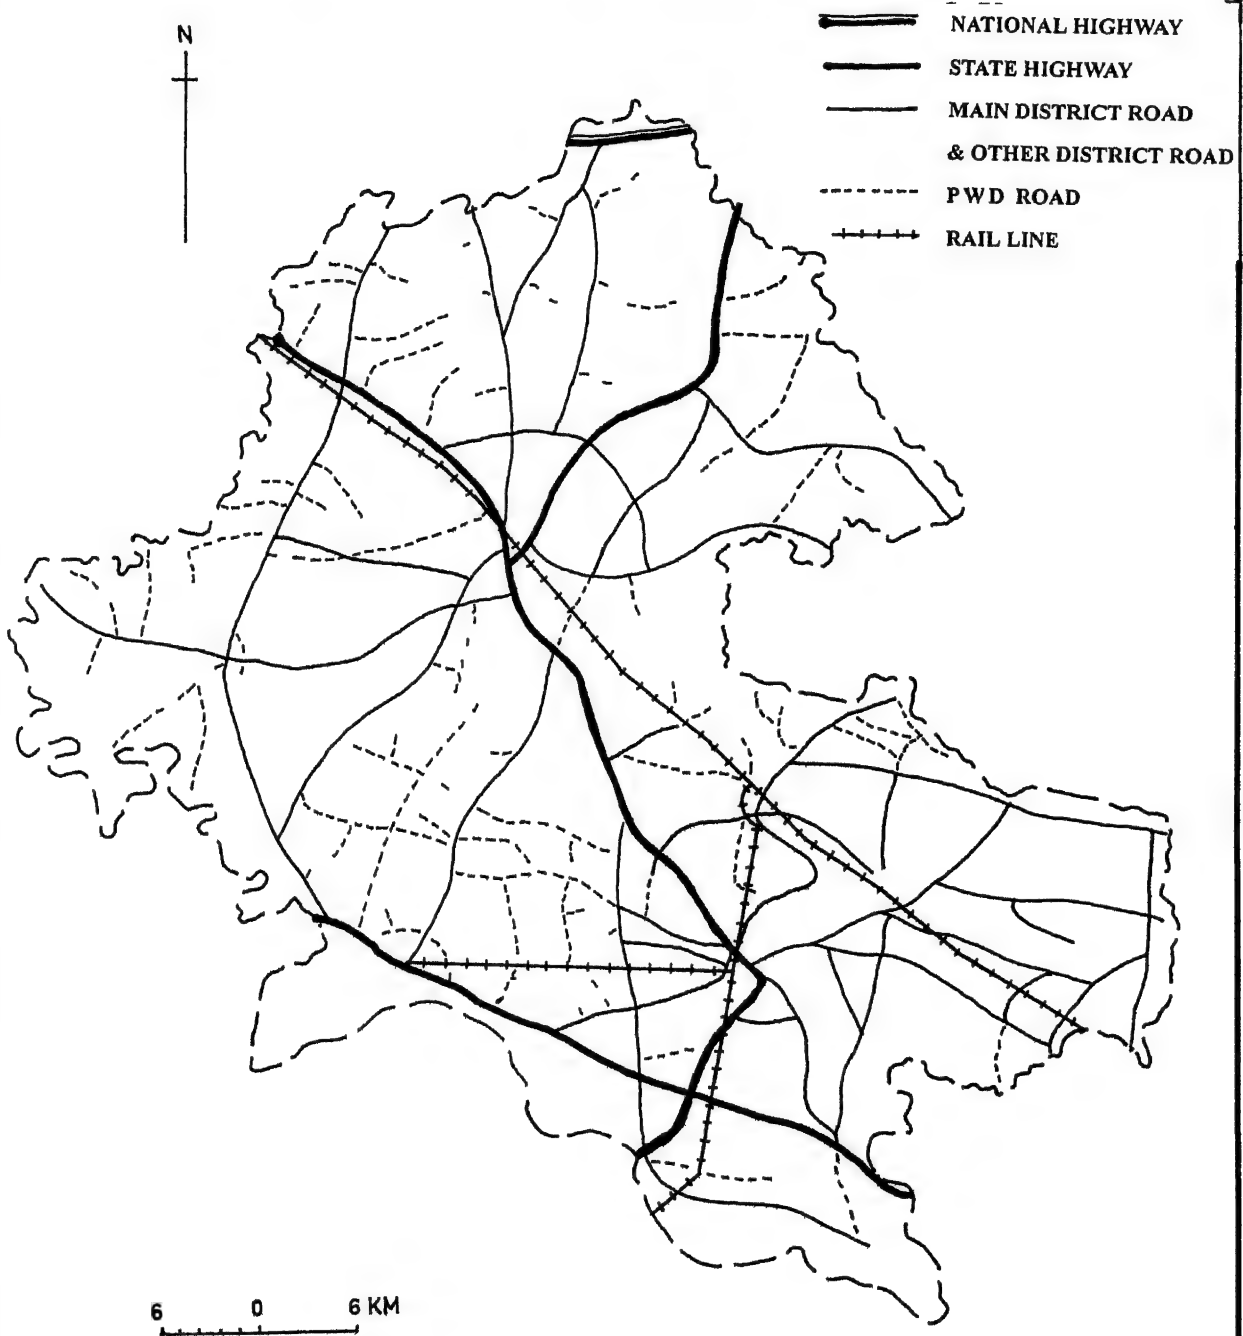 N
NATIONAL HIGHWAY
STATE HIGHWAY
MAIN DISTRICT ROAD
& OTHER DISTRICT ROAD
PWD ROAD
RAIL LINE
6 0 6 KM